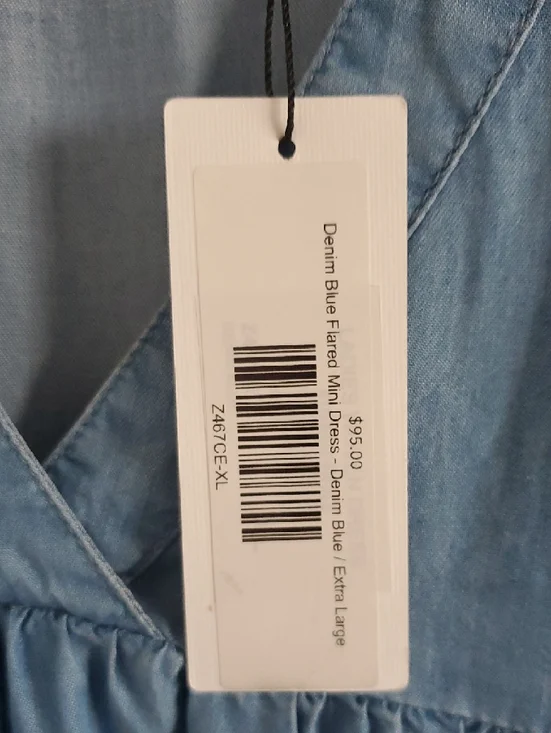 $95.00
Denim Blue Flared Mini Dress - Denim Blue / Extra Large
Z467CE-XL